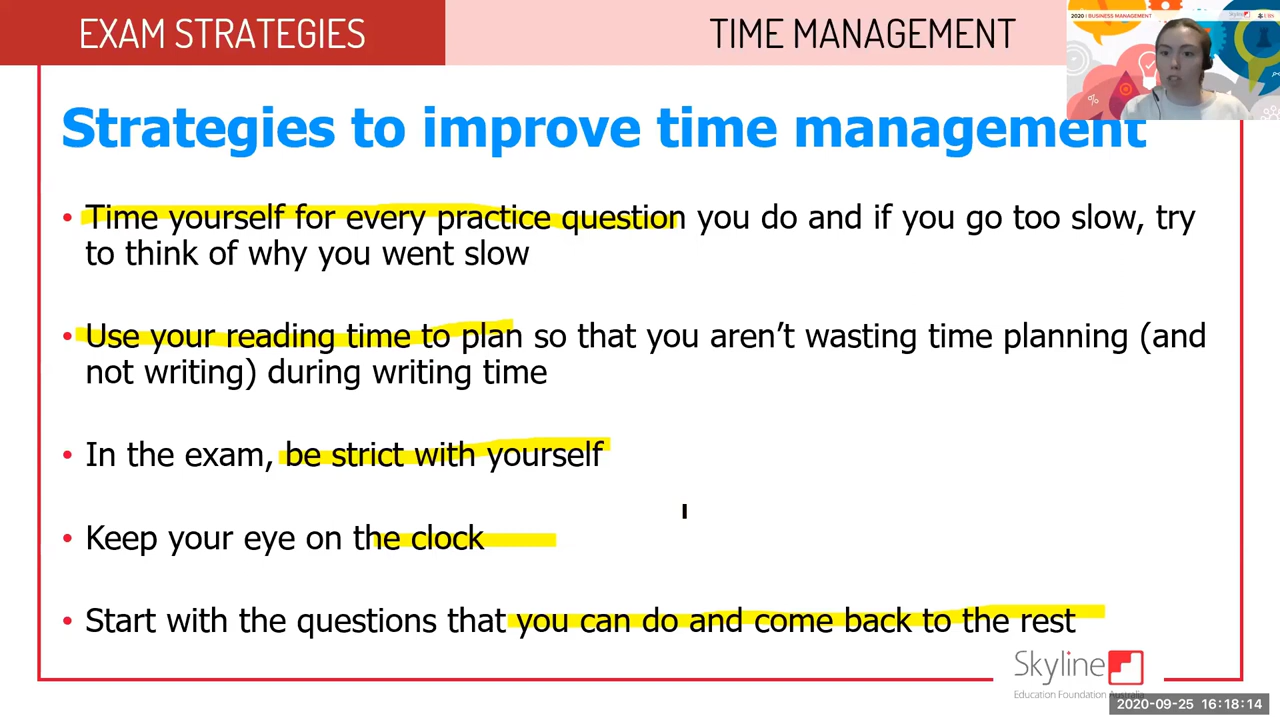 EXAM STRATEGIES
TIME MANAGEMENT
2020 | BUSINESS MANAGEMENT
Skyline
Strategies to improve time management
• Time yourself for every practice question you do and if you go too slow, try
to think of why you went slow
• Use your reading time to plan so that you aren't wasting time planning (and
not writing) during writing time
• In the exam, be strict with yourself
• Keep your eye on the clock
• Start with the questions that you can do and come back to the rest
Skyline
Education Foundation Australia
2020-09-25 16:18:14